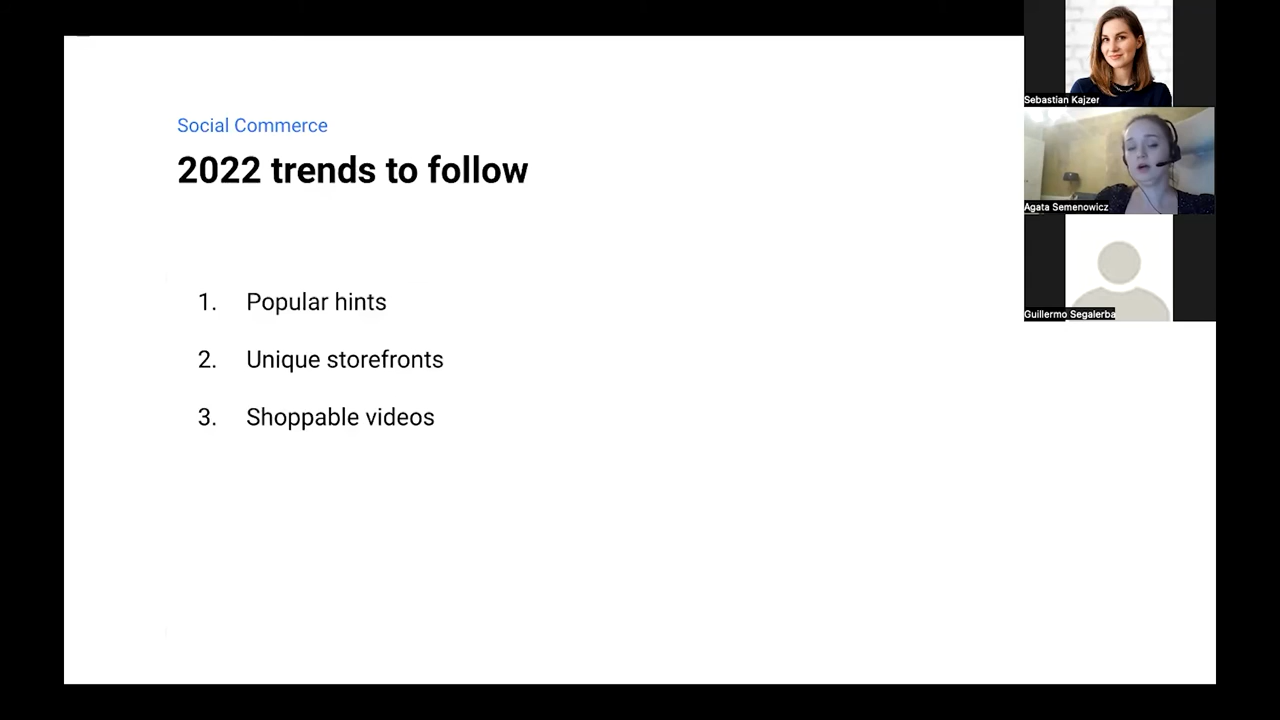 Social Commerce
2022 trends to follow
1. Popular hints
2. Unique storefronts
3. Shoppable videos
Sebastian Kajzer
Agata Semenowicz
Guillermo Segalerba